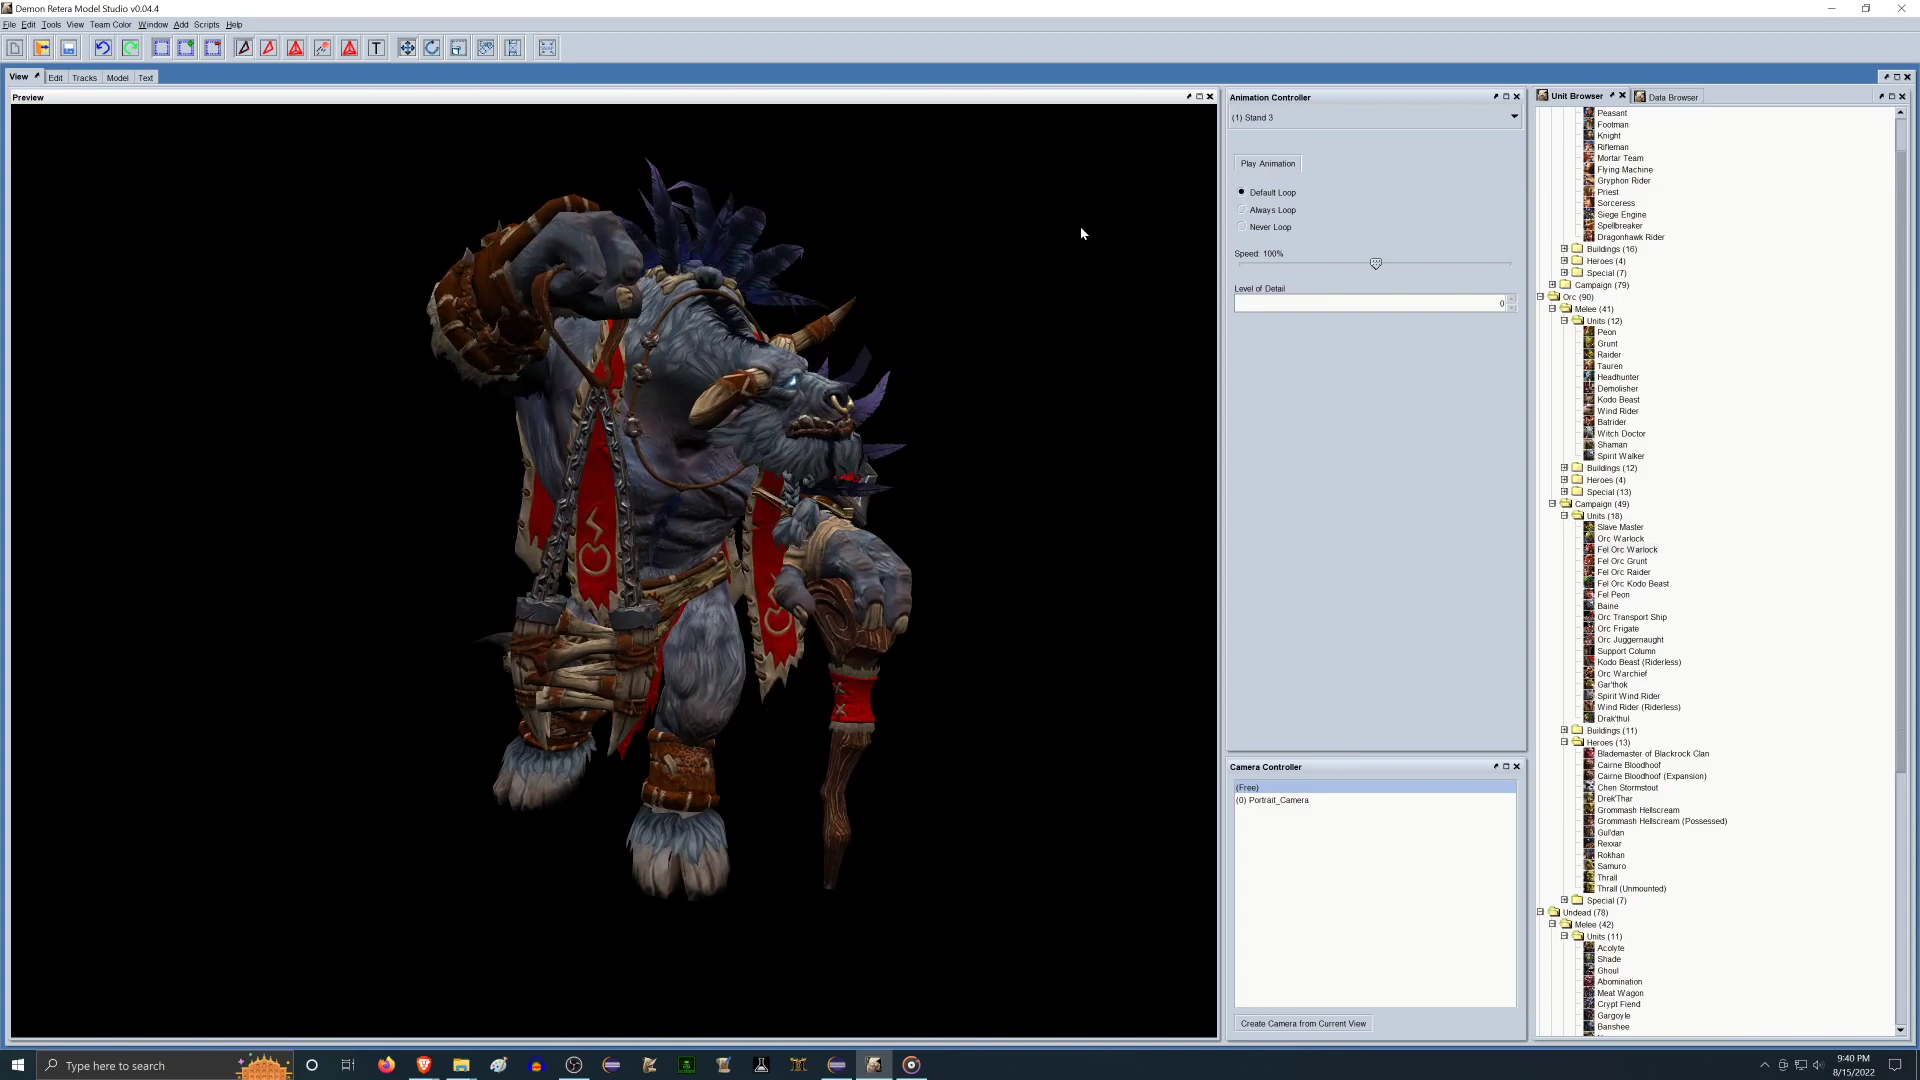 Demon Retera Model Studio v0.04.4
File Edit Tools View Team Color Window Add Scripts Help
T
View Edit Tracks Model Text
Preview
Animation Controller
(1) Stand 3
Play Animation
Default Loop
Always Loop
Never Loop
Speed: 100%
Level of Detail
0
Camera Controller
(Free)
(0) Portrait_Camera
Create Camera from Current View
Unit Browser
Data Browser
Peasant
Footman
Knight
Rifleman
Mortar Team
Flying Machine
Gryphon Rider
Priest
Sorceress
Siege Engine
Spellbreaker
Dragonhawk Rider
Buildings (16)
Heroes (4)
Special (7)
Campaign (79)
Orc (90)
Melee (41)
Units (12)
Peon
Grunt
Raider
Tauren
Headhunter
Demolisher
Kodo Beast
Wind Rider
Batrider
Witch Doctor
Shaman
Spirit Walker
Buildings (12)
Heroes (4)
Special (13)
Campaign (49)
Units (18)
Slave Master
Orc Warlock
Fel Orc Warlock
Fel Orc Grunt
Fel Orc Raider
Fel Orc Kodo Beast
Fel Peon
Baine
Orc Transport Ship
Orc Frigate
Orc Juggernaught
Support Column
Kodo Beast (Riderless)
Orc Warchief
Gar'thok
Spirit Wind Rider
Wind Rider (Riderless)
Drak'thul
Buildings (11)
Heroes (13)
Blademaster of Blackrock Clan
Cairne Bloodhoof
Cairne Bloodhoof (Expansion)
Chen Stormstout
Drek'Thar
Grommash Hellscream
Grommash Hellscream (Possessed)
Gul'dan
Rexxar
Rokhan
Samuro
Thrall
Thrall (Unmounted)
Special (7)
Undead (78)
Melee (42)
Units (11)
Acolyte
Shade
Ghoul
Abomination
Meat Wagon
Crypt Fiend
Gargoyle
Banshee
Type here to search
9:40 PM
8/15/2022